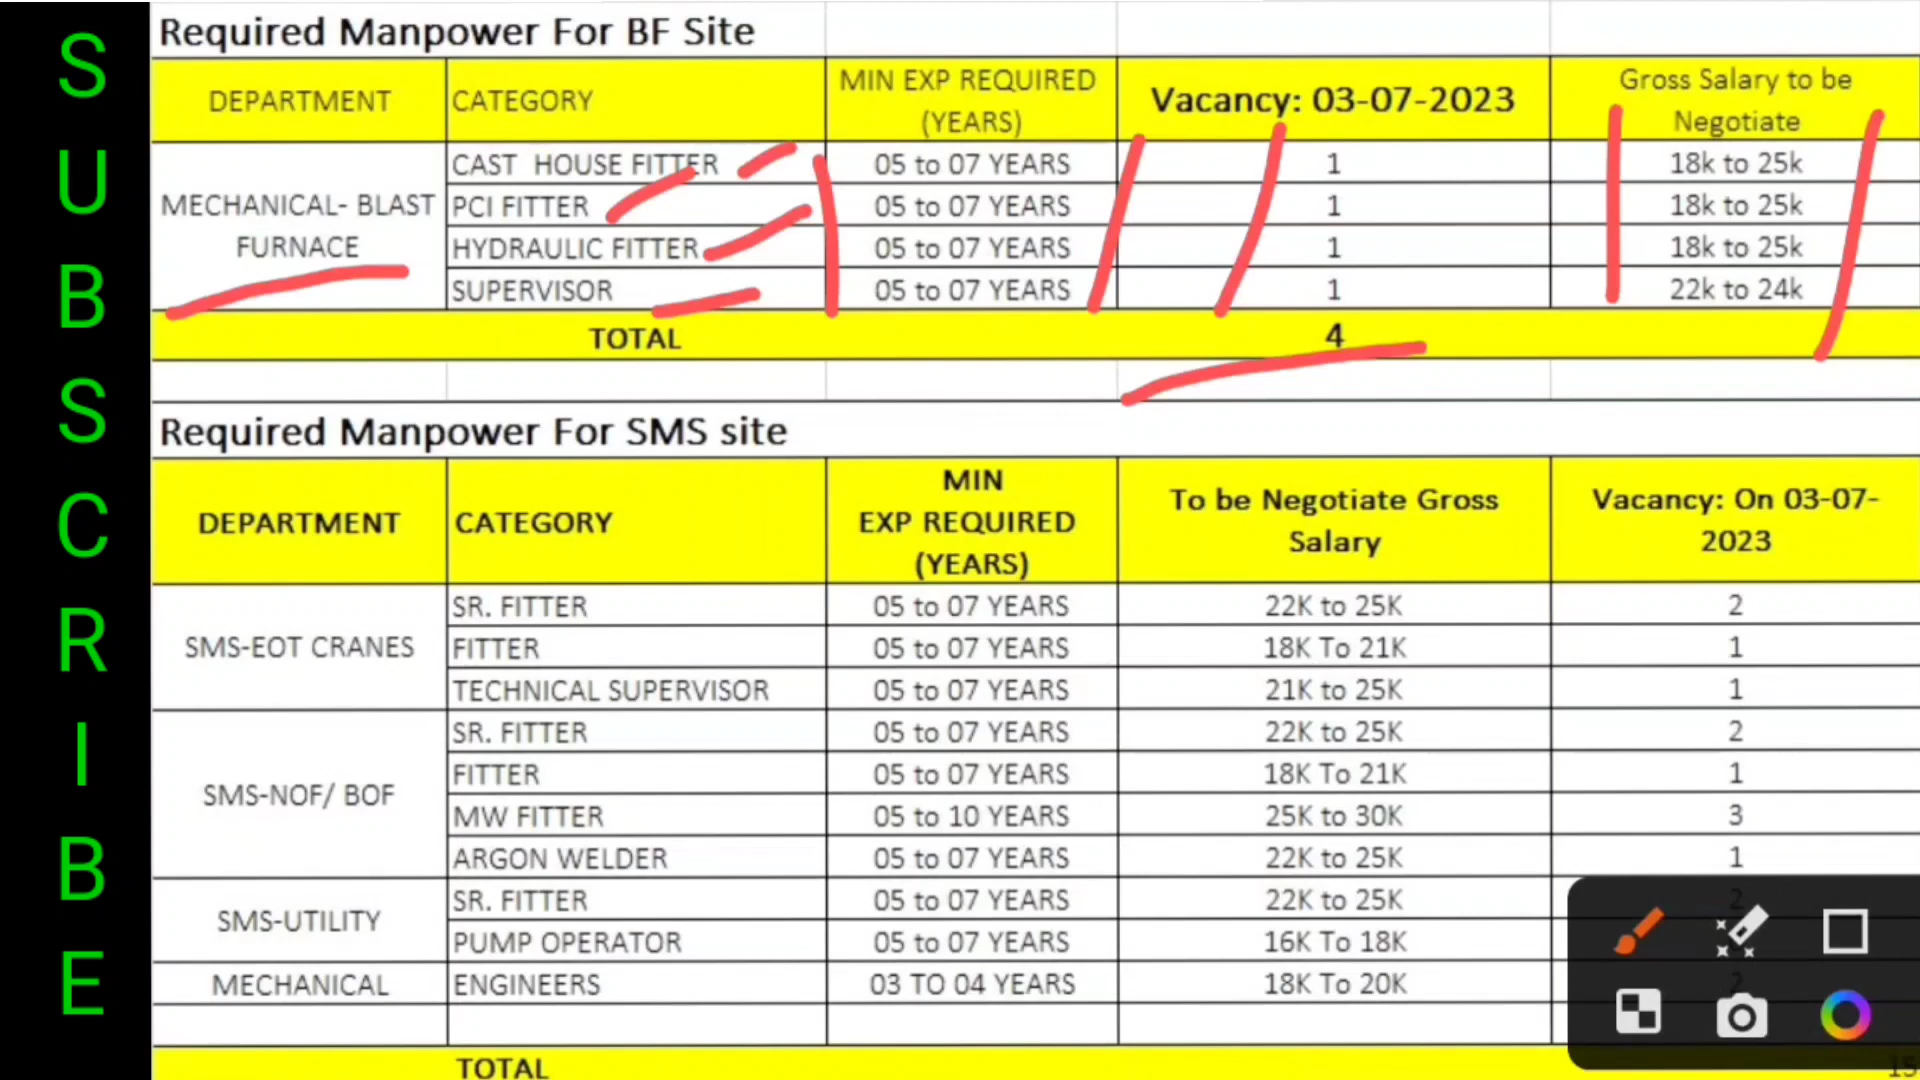 SUBSCRIBE
Required Manpower For BF Site
DEPARTMENT CATEGORY MIN EXP REQUIRED (YEARS) Vacancy: 03-07-2023 Gross Salary to be Negotiate
MECHANICAL- BLAST FURNACE CAST HOUSE FITTER 05 to 07 YEARS 1 18k to 25k
PCI FITTER 05 to 07 YEARS 1 18k to 25k
HYDRAULIC FITTER 05 to 07 YEARS 1 18k to 25k
SUPERVISOR 05 to 07 YEARS 1 22k to 24k
TOTAL 4
Required Manpower For SMS site
DEPARTMENT CATEGORY MIN EXP REQUIRED (YEARS) To be Negotiate Gross Salary Vacancy: On 03-07-2023
SMS-EOT CRANES SR. FITTER 05 to 07 YEARS 22K to 25K 2
FITTER 05 to 07 YEARS 18K To 21K 1
TECHNICAL SUPERVISOR 05 to 07 YEARS 21K to 25K 1
SMS-NOF/ BOF SR. FITTER 05 to 07 YEARS 22K to 25K 2
FITTER 05 to 07 YEARS 18K To 21K 1
MW FITTER 05 to 10 YEARS 25K to 30K 3
ARGON WELDER 05 to 07 YEARS 22K to 25K 1
SMS-UTILITY SR. FITTER 05 to 07 YEARS 22K to 25K 2
PUMP OPERATOR 05 to 07 YEARS 16K To 18K
MECHANICAL ENGINEERS 03 TO 04 YEARS 18K To 20K 2
TOTAL 15